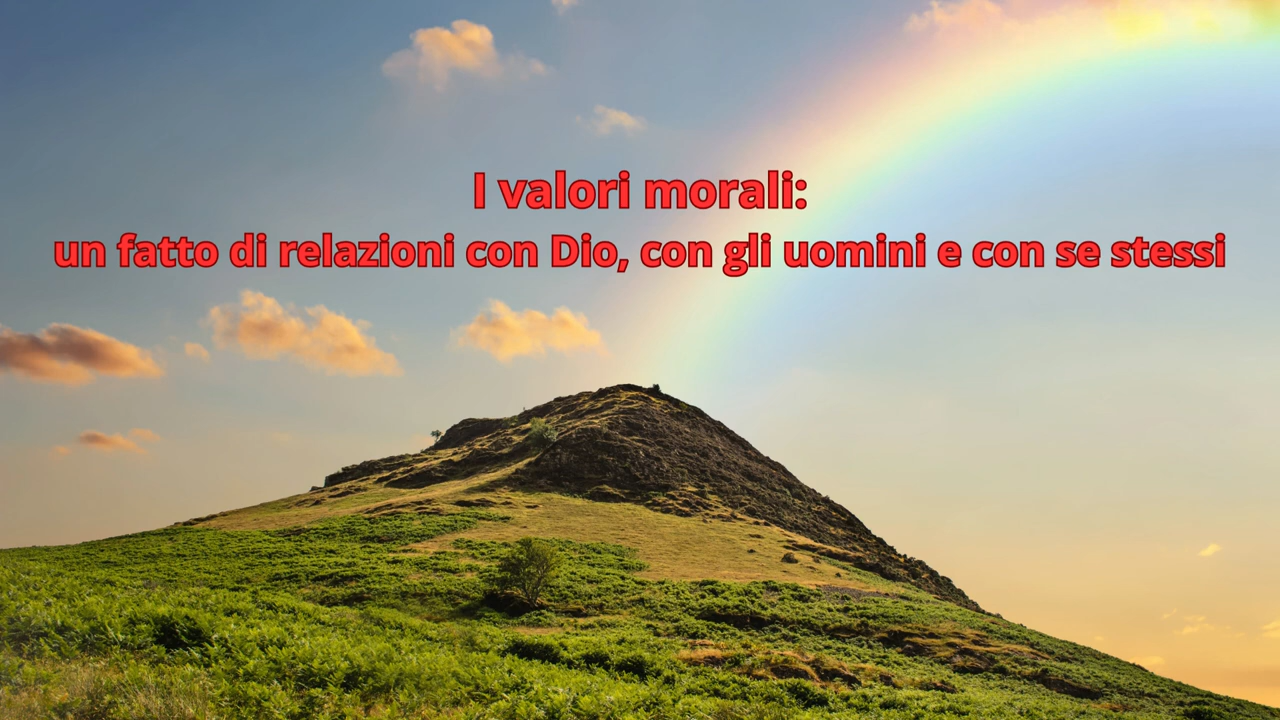 I valori morali:
un fatto di relazioni con Dio, con gli uomini e con se stessi